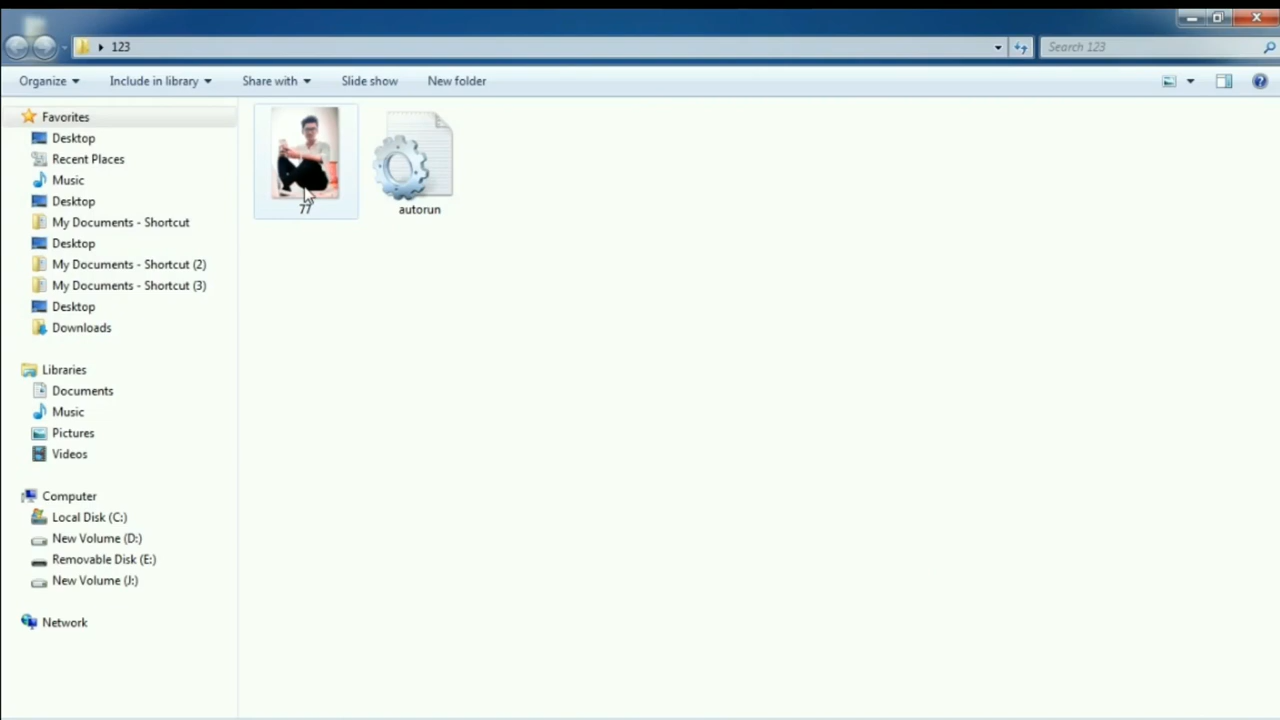 123
Search 123
Organize
Include in library
Share with
Slide show
New folder
Favorites
Desktop
Recent Places
Music
Desktop
My Documents - Shortcut
Desktop
My Documents - Shortcut (2)
My Documents - Shortcut (3)
Desktop
Downloads
Libraries
Documents
Music
Pictures
Videos
Computer
Local Disk (C:)
New Volume (D:)
Removable Disk (E:)
New Volume (J:)
Network
77
autorun